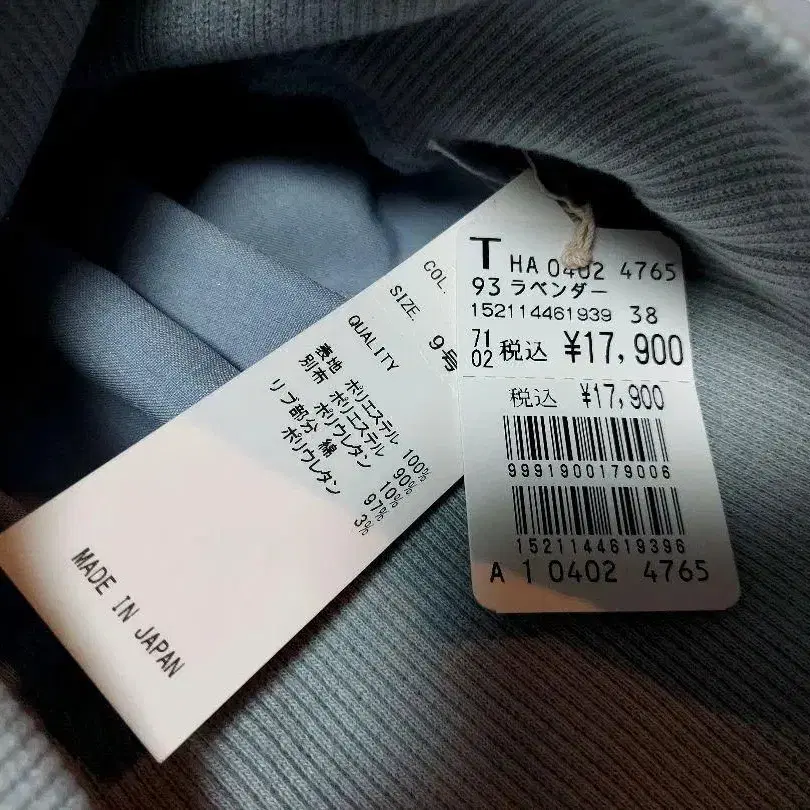 COL.
SIZE. 9号
QUALITY
表地 ポリエステル 100%
別布 ポリエステル 90%
ポリウレタン 10%
リブ部分 綿 97%
ポリウレタン 3%
MADE IN JAPAN
T HA 0402 4765
93 ラベンダー
152114461939 38
7102 税込 ¥17,900
税込 ¥17,900
9991900179006
1521144619396
A 1 0402 4765